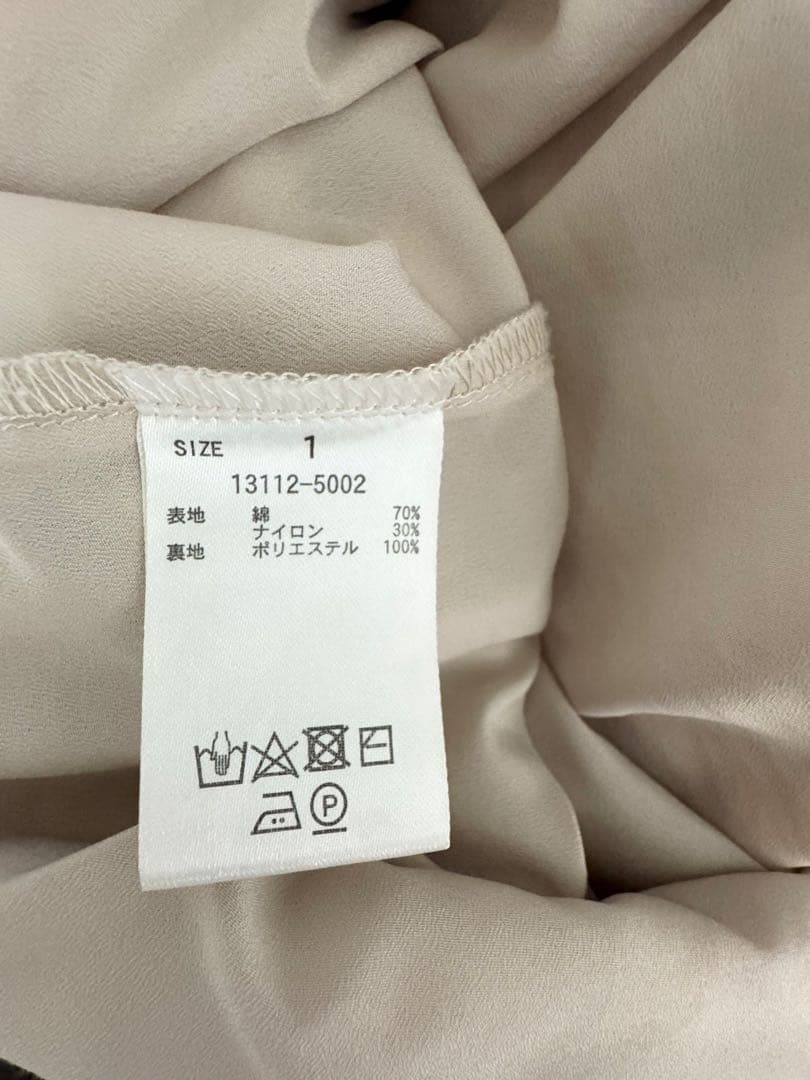 SIZE 1
13112-5002
表地 綿 70%
ナイロン 30%
裏地 ポリエステル 100%
P